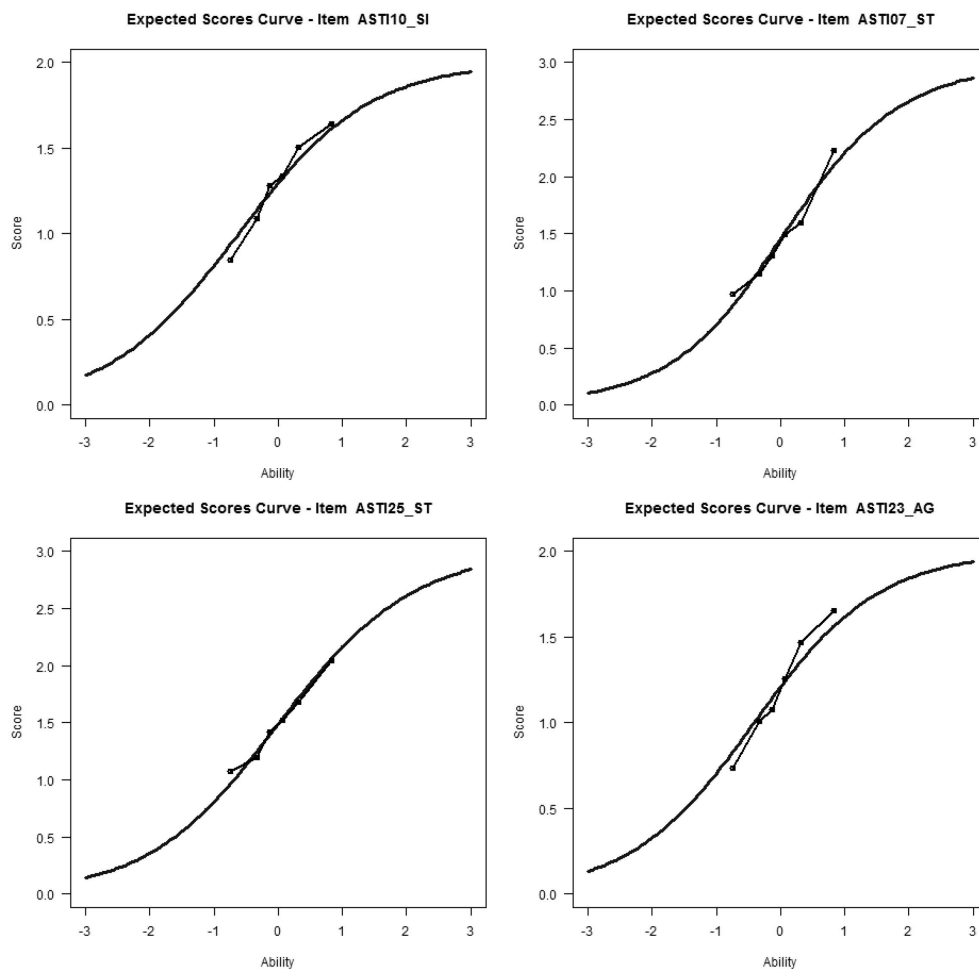 Expected Scores Curve - Item ASTI10_SI
2.0
1.5
1.0
0.5
0.0
Score
-3 -2 -1 0 1 2 3
Ability
Expected Scores Curve - Item ASTI07_ST
3.0
2.5
2.0
1.5
1.0
0.5
0.0
Score
-3 -2 -1 0 1 2 3
Ability
Expected Scores Curve - Item ASTI25_ST
3.0
2.5
2.0
1.5
1.0
0.5
0.0
Score
-3 -2 -1 0 1 2 3
Ability
Expected Scores Curve - Item ASTI23_AG
2.0
1.5
1.0
0.5
0.0
Score
-3 -2 -1 0 1 2 3
Ability